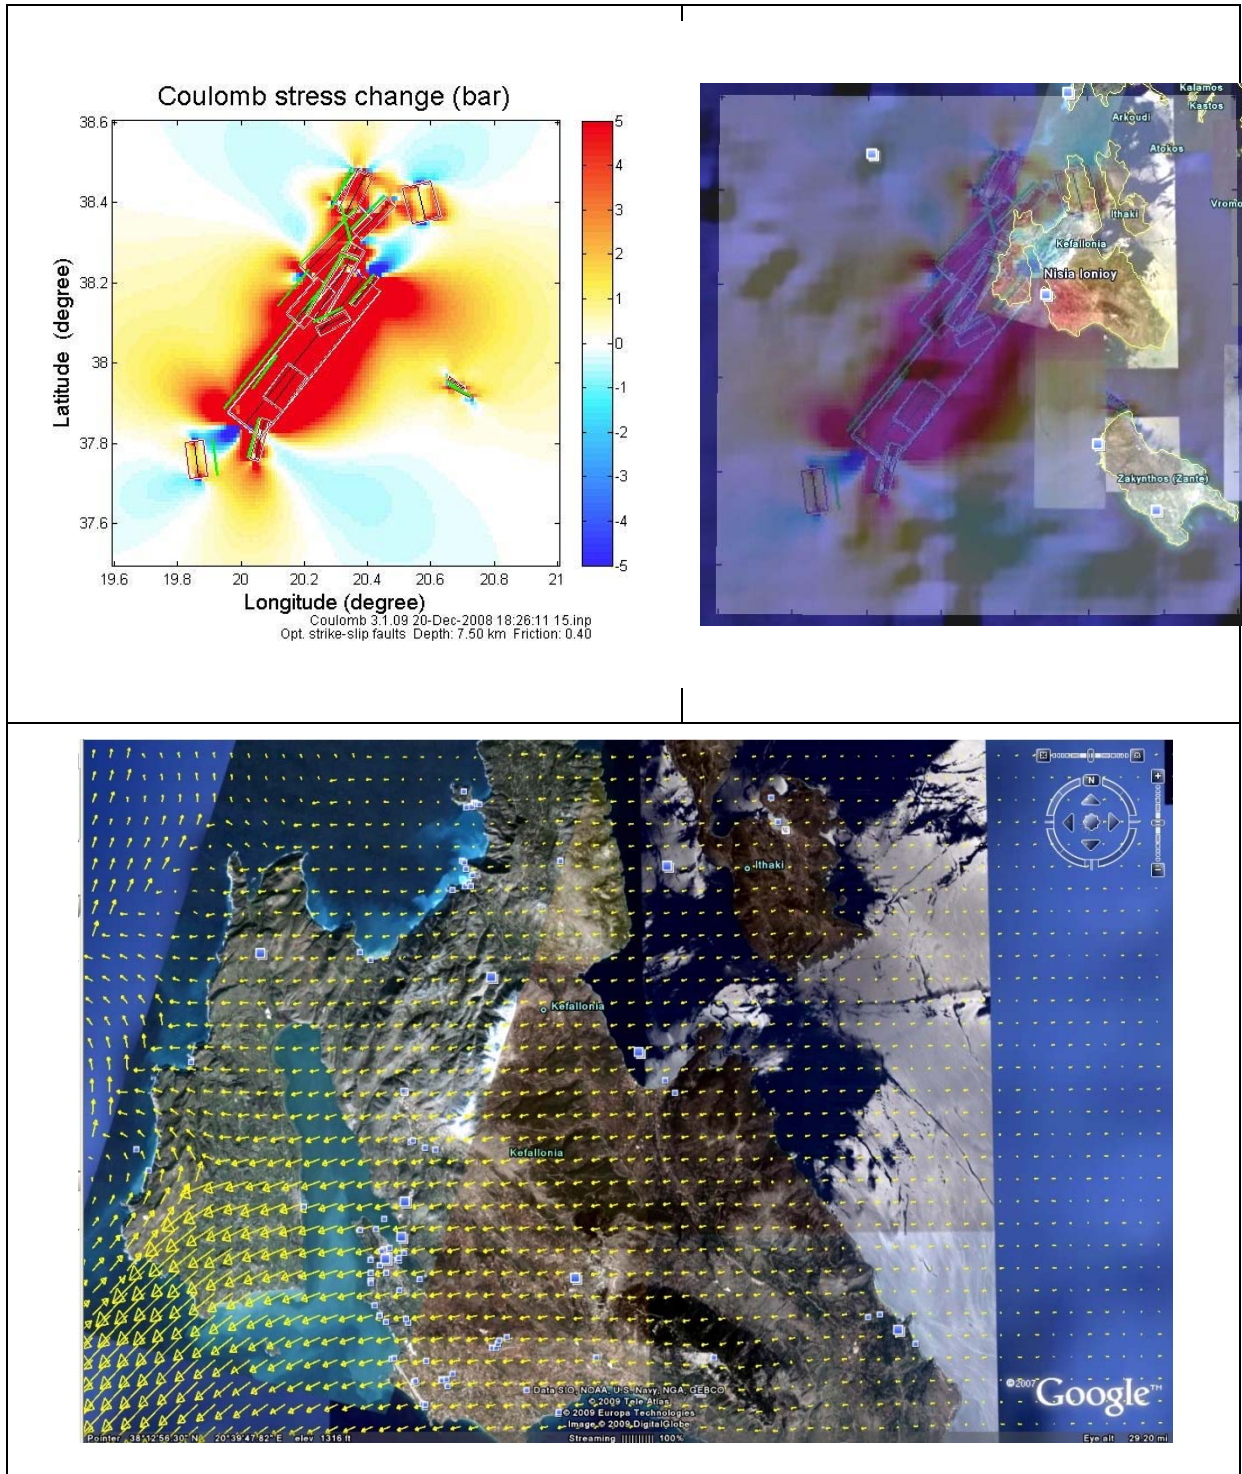 Coulomb stress change (bar)
38.6
38.4
38.2
38
37.8
37.6
Latitude (degree)
19.6 19.8 20 20.2 20.4 20.6 20.8 21
Longitude (degree)
5
4
3
2
1
0
-1
-2
-3
-4
-5
Coulomb 3.1.09 20-Dec-2008 18:26:11 15.inp
Opt. strike-slip faults Depth: 7.50 km Friction: 0.40
Kalamos
Kastos
Arkoudi
Atokos
Vromo
Ithaki
Kefallonia
Nisia Ionioy
Zakynthos (Zante)
N
Ithaki
Kefallonia
Kefallonia
Data SIO, NOAA, U.S. Navy, NGA, GEBCO
© 2009 Tele Atlas
© 2009 Europa Technologies
Image © 2009 DigitalGlobe
©2007 Google™
Pointer 38°12'56.30" N 20°39'47.82" E elev 1316 ft Streaming ||||||||| 100% Eye alt 29.20 mi